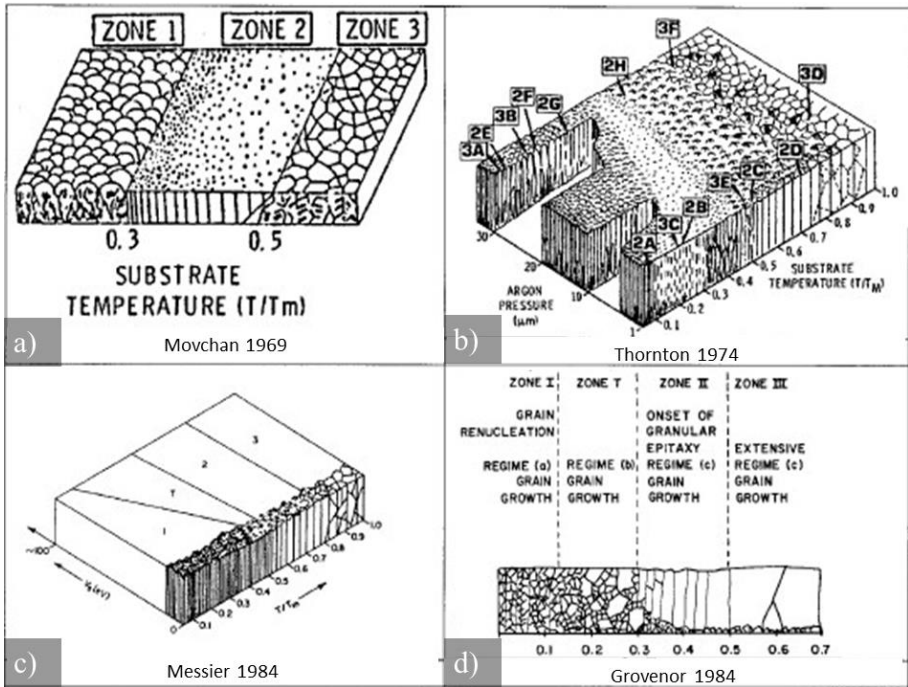 ZONE 1 ZONE 2 ZONE 3
0.3 0.5
SUBSTRATE
TEMPERATURE (T/Tm)
a)
Movchan 1969
3F
2H
3D
2G
2F
3B
2E
3A
2D
2C
3E
2B
3C
2A
1.0
0.9
0.8
0.7
0.6
0.5
0.4
0.3
0.2
0.1
30
20
10
1
ARGON
PRESSURE
(μm)
SUBSTRATE
TEMPERATURE (T/TM)
b)
Thornton 1974
3
2
T
1
~100
0
0.1
0.2
0.3
0.4
0.5
0.6
0.7
0.8
0.9
1.0
T/Tm
c)
Messier 1984
ZONE I ZONE T ZONE II ZONE III
GRAIN ONSET OF
RENUCLEATION GRANULAR
EPITAXY EXTENSIVE
REGIME (a) REGIME (b) REGIME (c) REGIME (c)
GRAIN GRAIN GRAIN GRAIN
GROWTH GROWTH GROWTH GROWTH
0.1 0.2 0.3 0.4 0.5 0.6 0.7
d)
Grovenor 1984